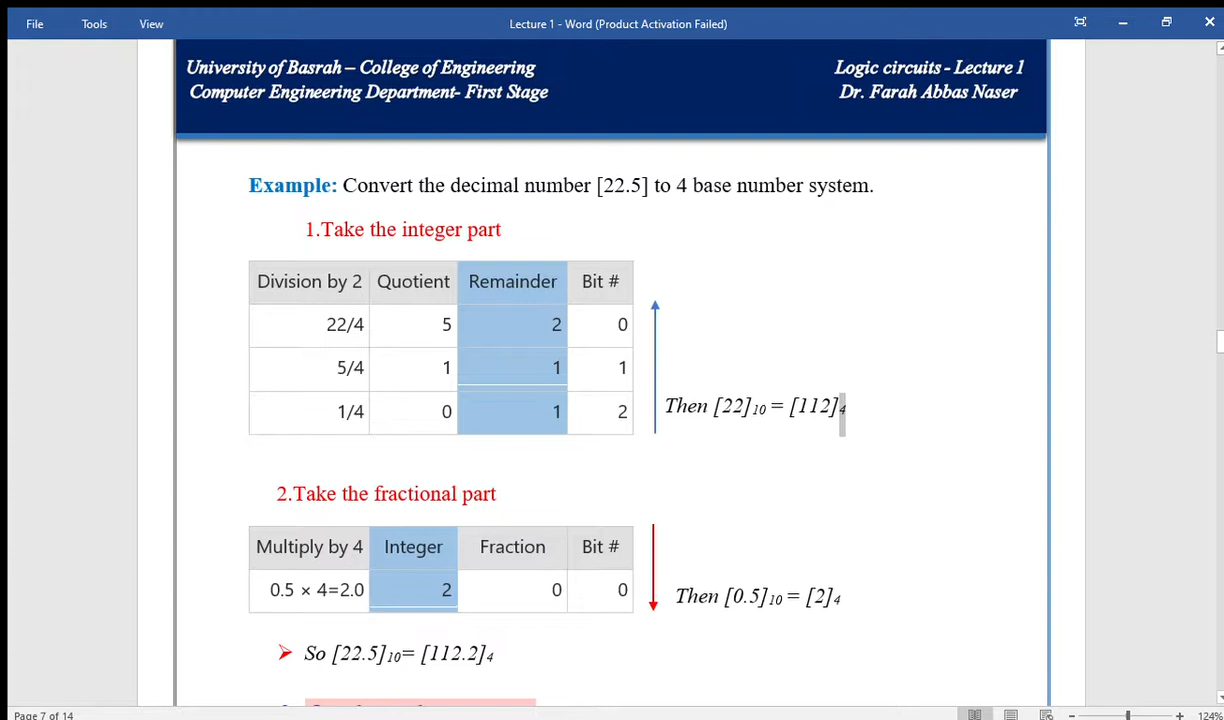 File Tools View Lecture 1 - Word (Product Activation Failed)
University of Basrah – College of Engineering
Computer Engineering Department- First Stage
Logic circuits - Lecture 1
Dr. Farah Abbas Naser
Example: Convert the decimal number [22.5] to 4 base number system.
1.Take the integer part
Division by 2 Quotient Remainder Bit #
22/4 5 2 0
5/4 1 1 1
1/4 0 1 2
Then [22]10 = [112]4
2.Take the fractional part
Multiply by 4 Integer Fraction Bit #
0.5 × 4=2.0 2 0 0
Then [0.5]10 = [2]4
So [22.5]10= [112.2]4
Page 7 of 14
124%